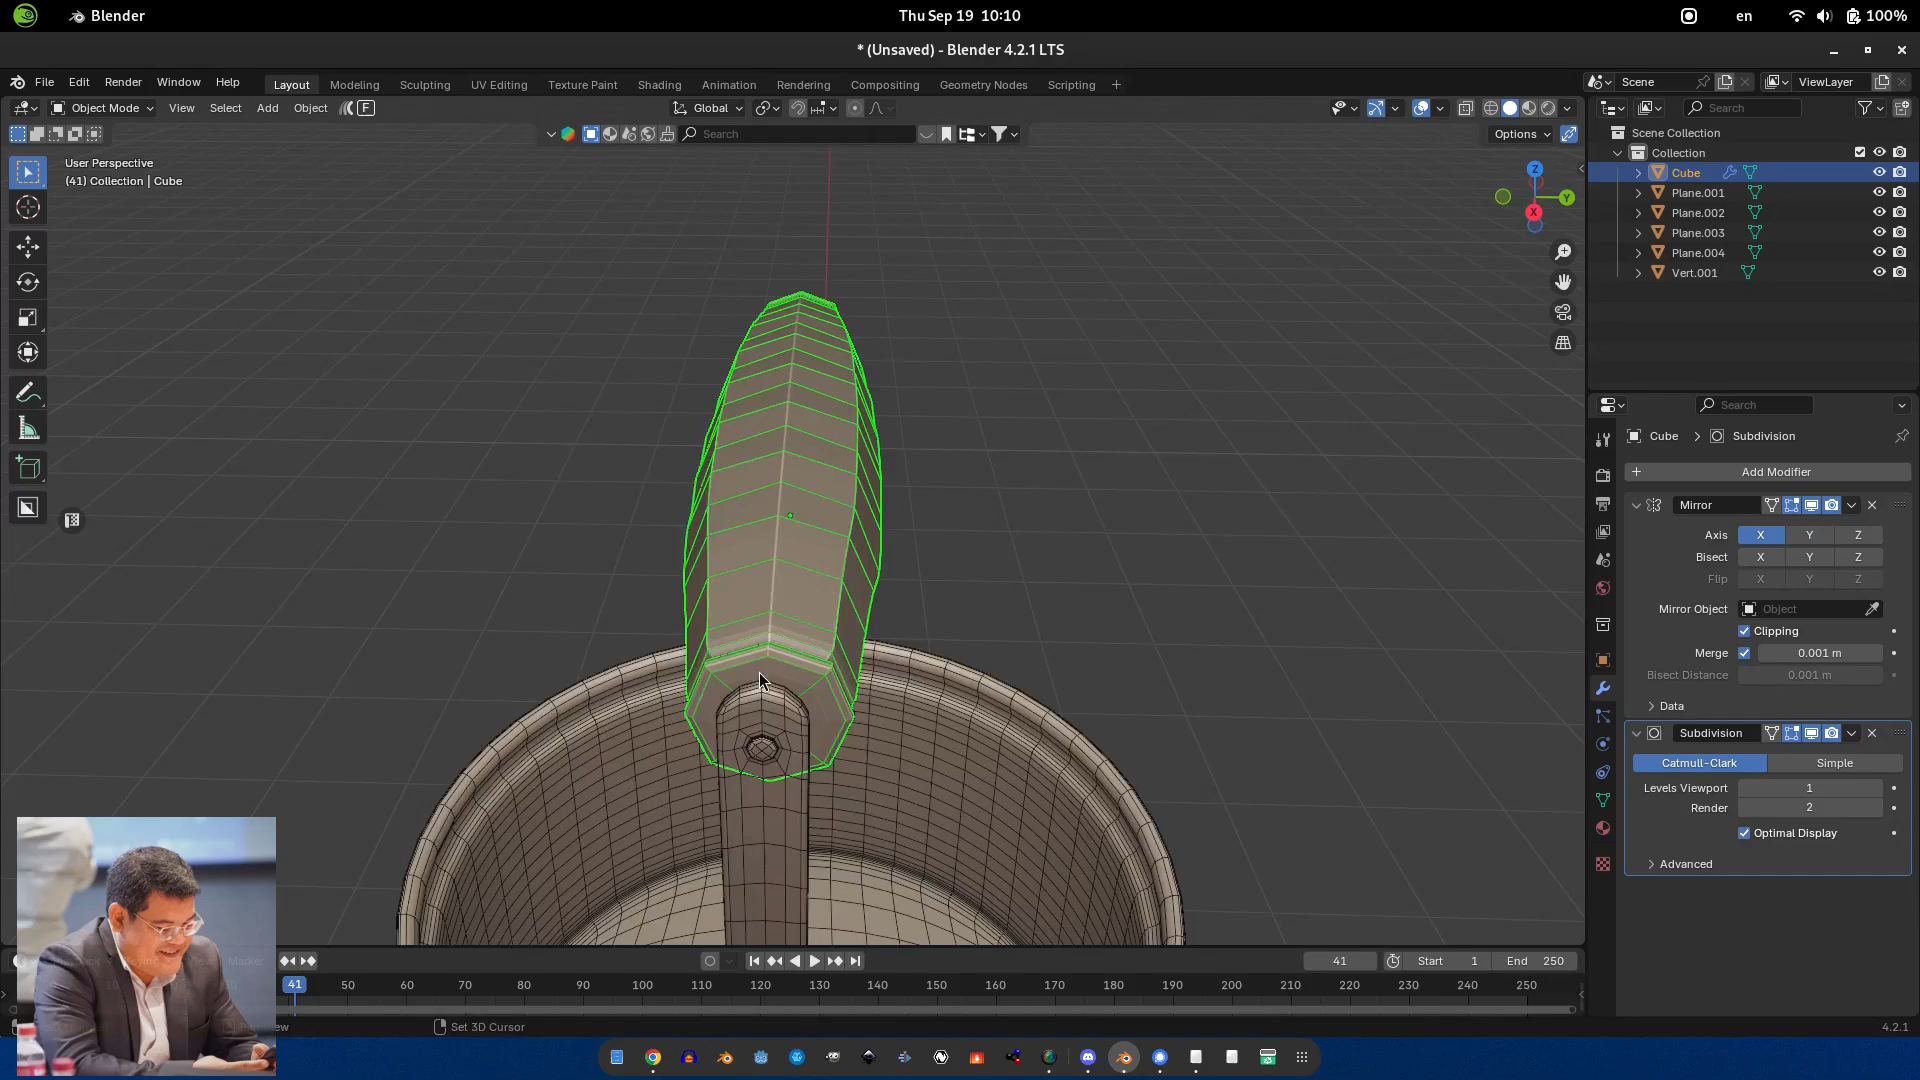 Blender
Thu Sep 19 10:10
en
100%
* (Unsaved) - Blender 4.2.1 LTS
File Edit Render Window Help
Layout Modeling Sculpting UV Editing Texture Paint Shading Animation Rendering Compositing Geometry Nodes Scripting +
Scene
ViewLayer
Object Mode View Select Add Object F
Global
Search
Search
Options
User Perspective
(41) Collection | Cube
Z
Y
X
Scene Collection
Collection
Cube
Plane.001
Plane.002
Plane.003
Plane.004
Vert.001
Search
Cube > Subdivision
+ Add Modifier
Mirror
Axis X Y Z
Bisect X Y Z
Flip X Y Z
Mirror Object Object
Clipping
Merge 0.001 m
Bisect Distance 0.001 m
Data
Subdivision
Catmull-Clark Simple
Levels Viewport 1
Render 2
Optimal Display
Advanced
Marker
41 Start 1 End 250
41 50 60 70 80 90 100 110 120 130 140 150 160 170 180 190 200 210 220 230 240 250
Set 3D Cursor
4.2.1